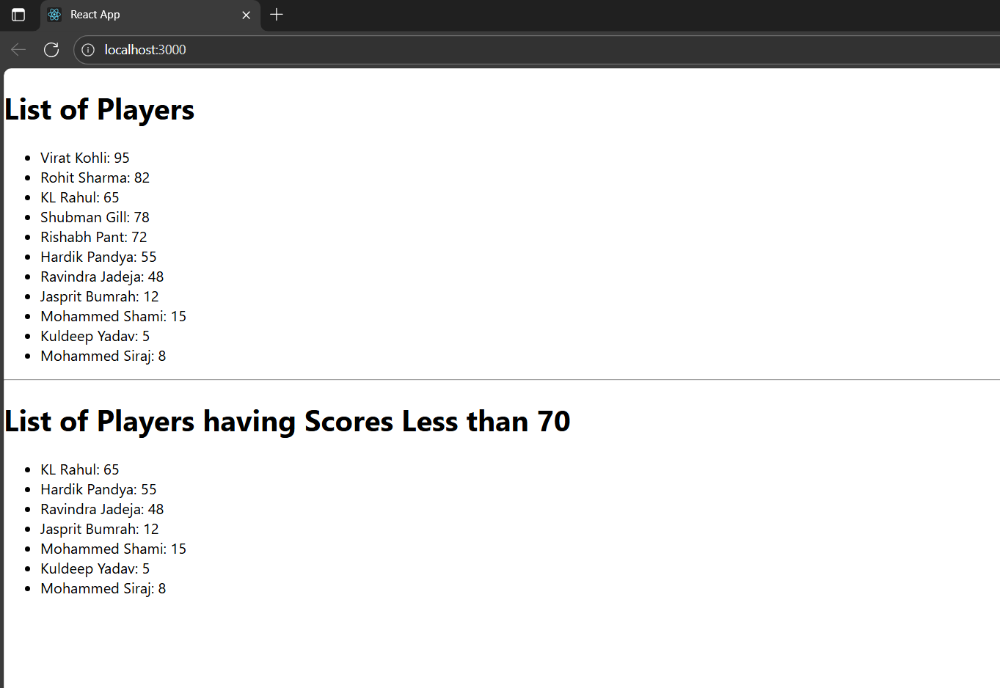 React App
localhost:3000
List of Players
Virat Kohli: 95
Rohit Sharma: 82
KL Rahul: 65
Shubman Gill: 78
Rishabh Pant: 72
Hardik Pandya: 55
Ravindra Jadeja: 48
Jasprit Bumrah: 12
Mohammed Shami: 15
Kuldeep Yadav: 5
Mohammed Siraj: 8
List of Players having Scores Less than 70
KL Rahul: 65
Hardik Pandya: 55
Ravindra Jadeja: 48
Jasprit Bumrah: 12
Mohammed Shami: 15
Kuldeep Yadav: 5
Mohammed Siraj: 8